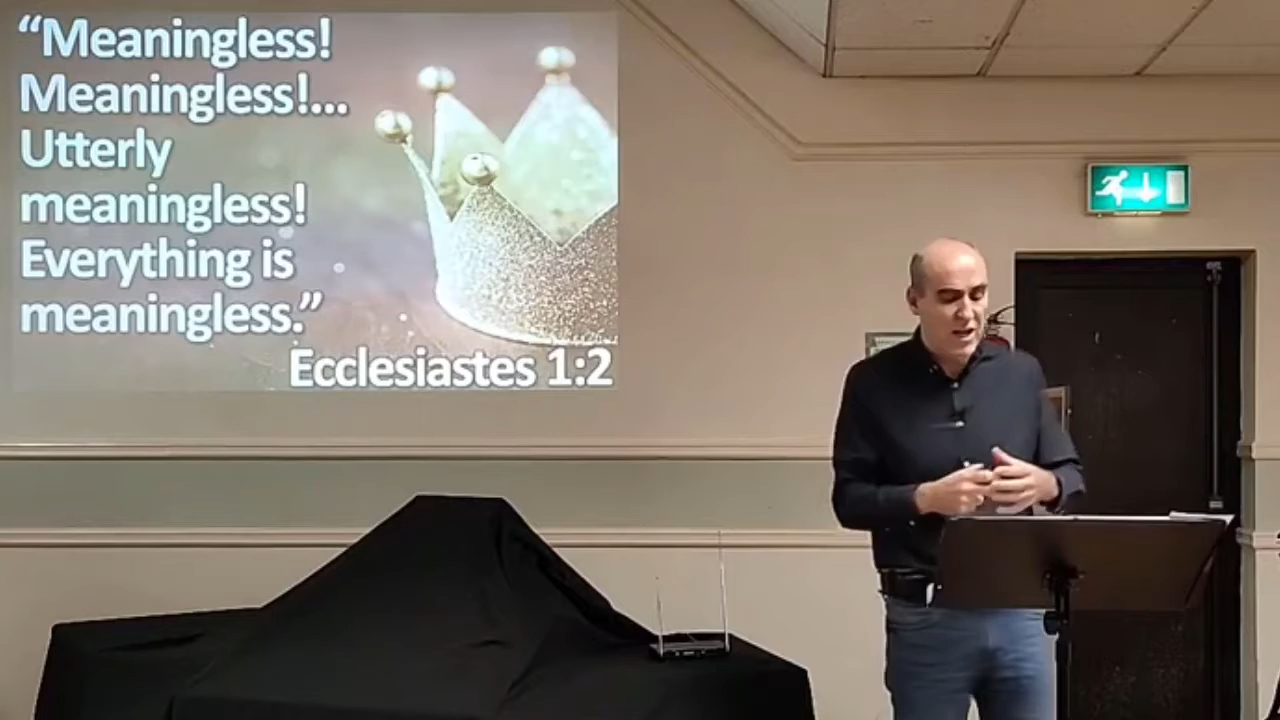 “Meaningless!
Meaningless!...
Utterly
meaningless!
Everything is
meaningless.”
Ecclesiastes 1:2